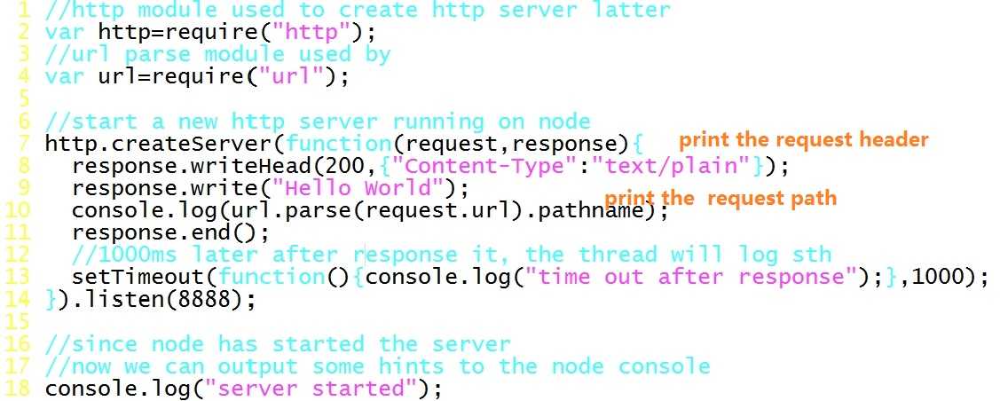 1 //http module used to create http server latter
2 var http=require("http");
3 //url parse module used by
4 var url=require("url");
5
6 //start a new http server running on node
7 http.createServer(function(request,response){ print the request header
8 response.writeHead(200,{"Content-Type":"text/plain"});
9 response.write("Hello World");
print the request path
10 console.log(url.parse(request.url).pathname);
11 response.end();
12 //1000ms later after response it, the thread will log sth
13 setTimeout(function(){console.log("time out after response");},1000);
14 }).listen(8888);
15
16 //since node has started the server
17 //now we can output some hints to the node console
18 console.log("server started");